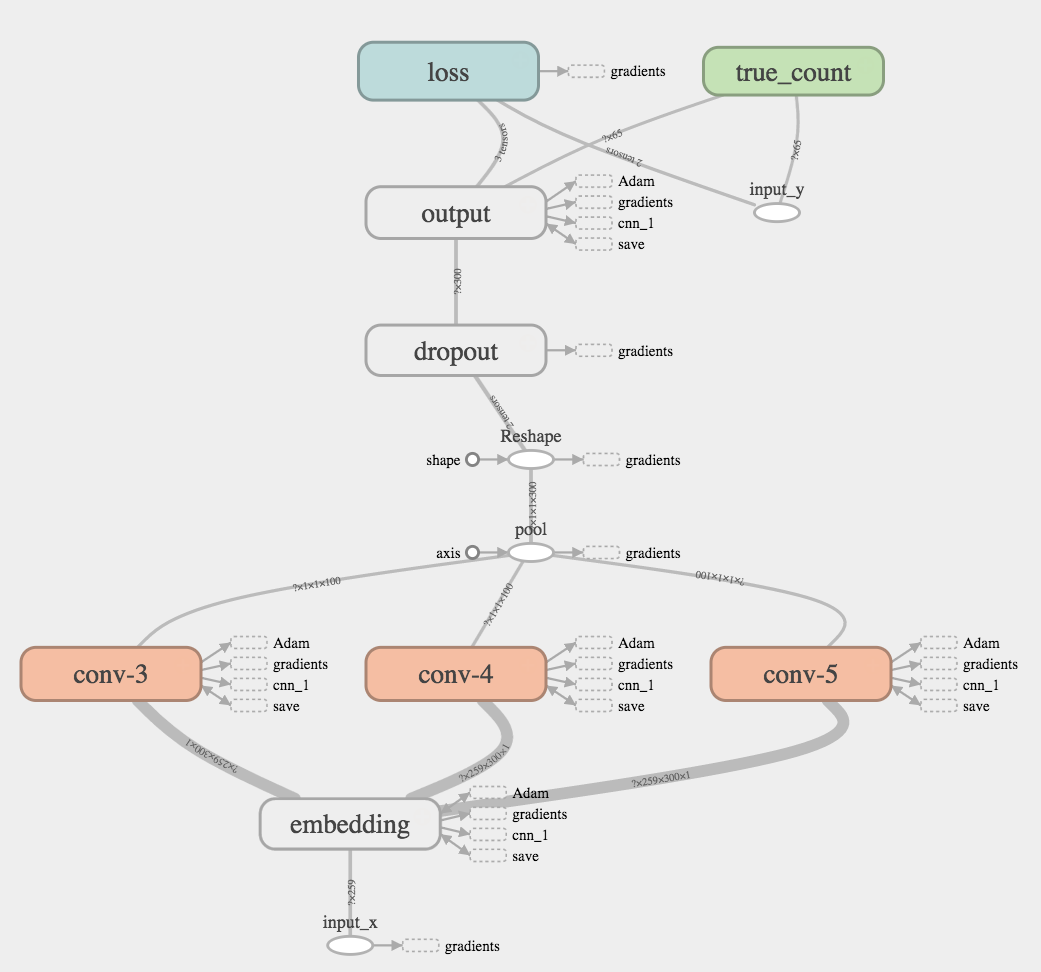 loss
gradients
true_count
3 tensors
2 tensors
?×65
?×65
input_y
output
Adam
gradients
cnn_1
save
?×300
dropout
gradients
2 tensors
Reshape
shape
gradients
?×1×1×300
pool
axis
gradients
?×1×1×100
?×1×1×100
?×1×1×100
conv-3
Adam
gradients
cnn_1
save
conv-4
Adam
gradients
cnn_1
save
conv-5
Adam
gradients
cnn_1
save
?×259×300×1
?×259×300×1
?×259×300×1
embedding
Adam
gradients
cnn_1
save
?×259
input_x
gradients